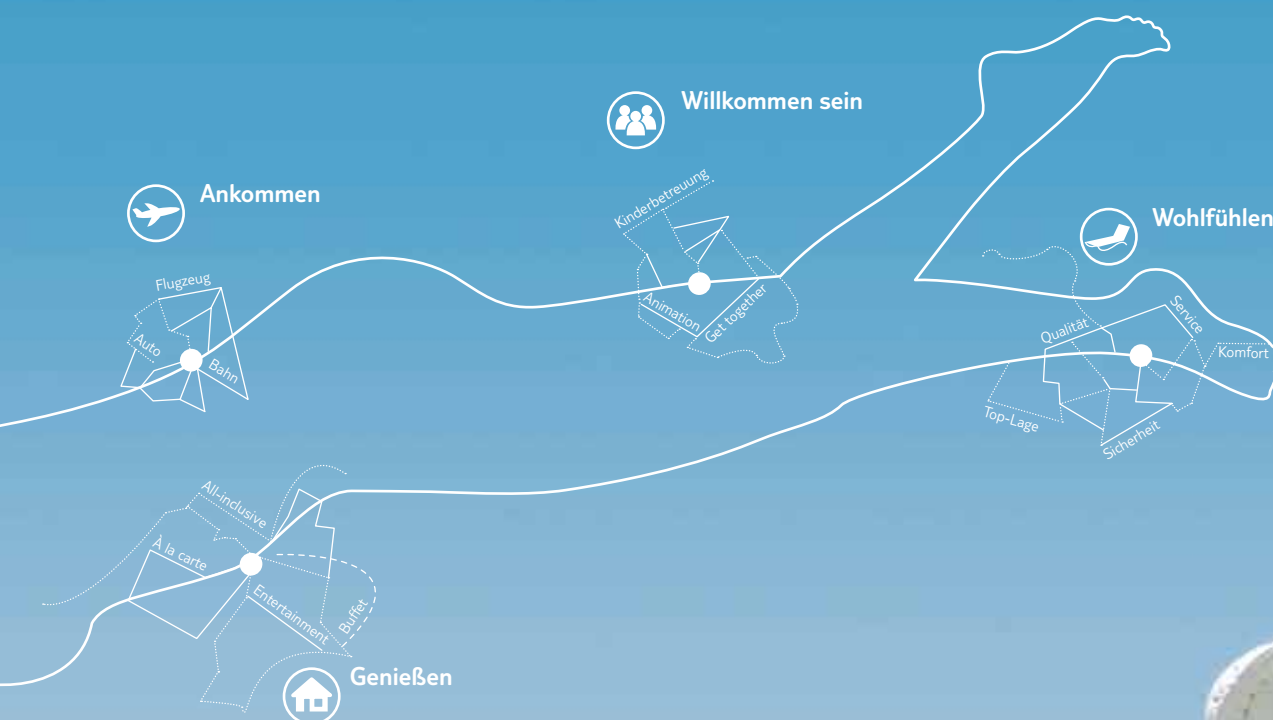 Willkommen sein
Ankommen
Wohlfühlen
Kinderbetreuung
Animation
Get together
Flugzeug
Auto
Bahn
Qualität
Service
Komfort
Top-Lage
Sicherheit
All-inclusive
À la carte
Entertainment
Buffet
Genießen